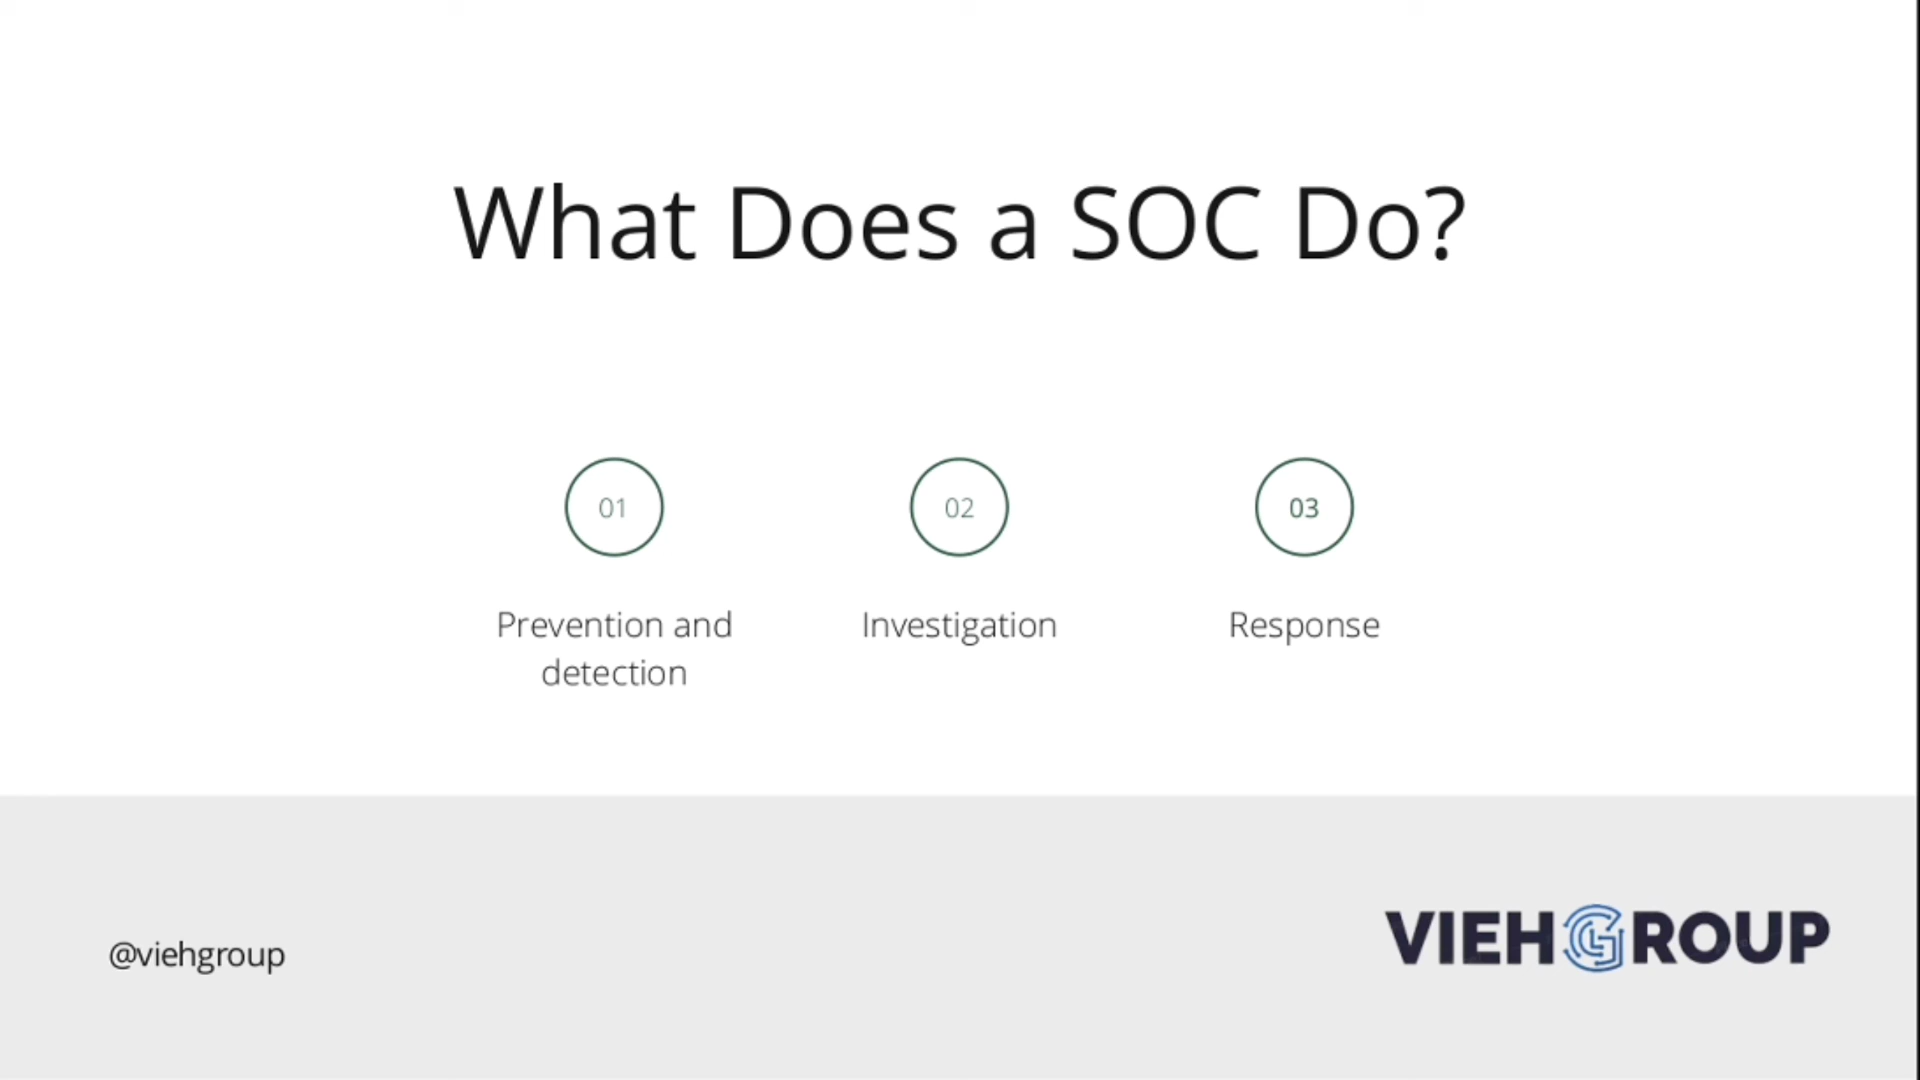 What Does a SOC Do?
01
02
03
Prevention and
detection
Investigation
Response
@viehgroup
VIEHGROUP